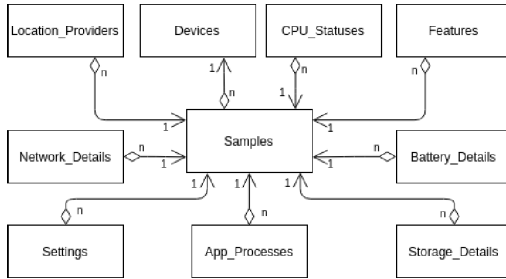 Location_Providers
Devices
CPU_Statuses
Features
n
1
n
n
1
n
1
1
Samples
Network_Details
n
1
n
1
Battery_Details
1
1
1
n
n
n
Settings
App_Processes
Storage_Details